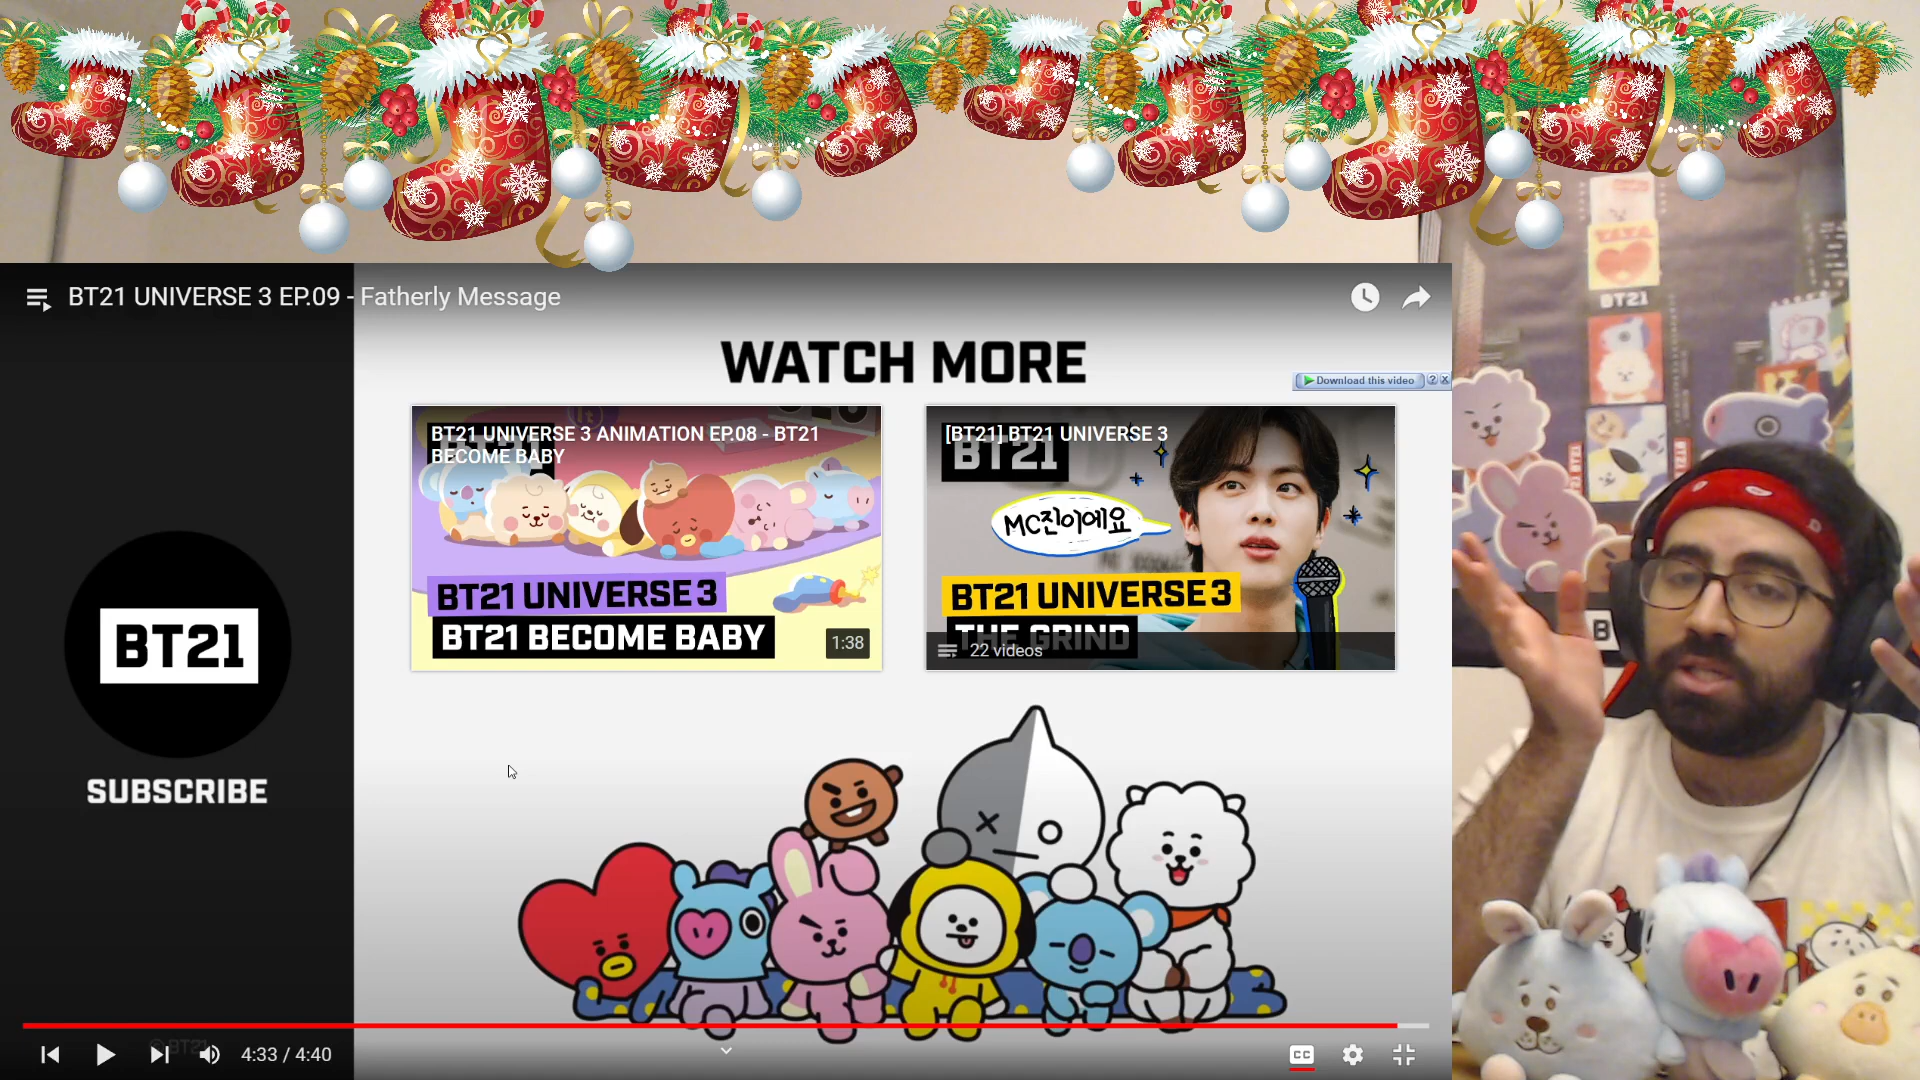 BT21 UNIVERSE 3 EP.09 - Fatherly Message
WATCH MORE
Download this video
BT21 UNIVERSE 3 ANIMATION EP.08 - BT21
BECOME BABY
BT21 UNIVERSE 3
BT21 BECOME BABY
1:38
[BT21] BT21 UNIVERSE 3
BT21
MC진이에요
BT21 UNIVERSE 3
THE GRIND
22 videos
BT21
SUBSCRIBE
4:33 / 4:40
CC
TATA
BT21